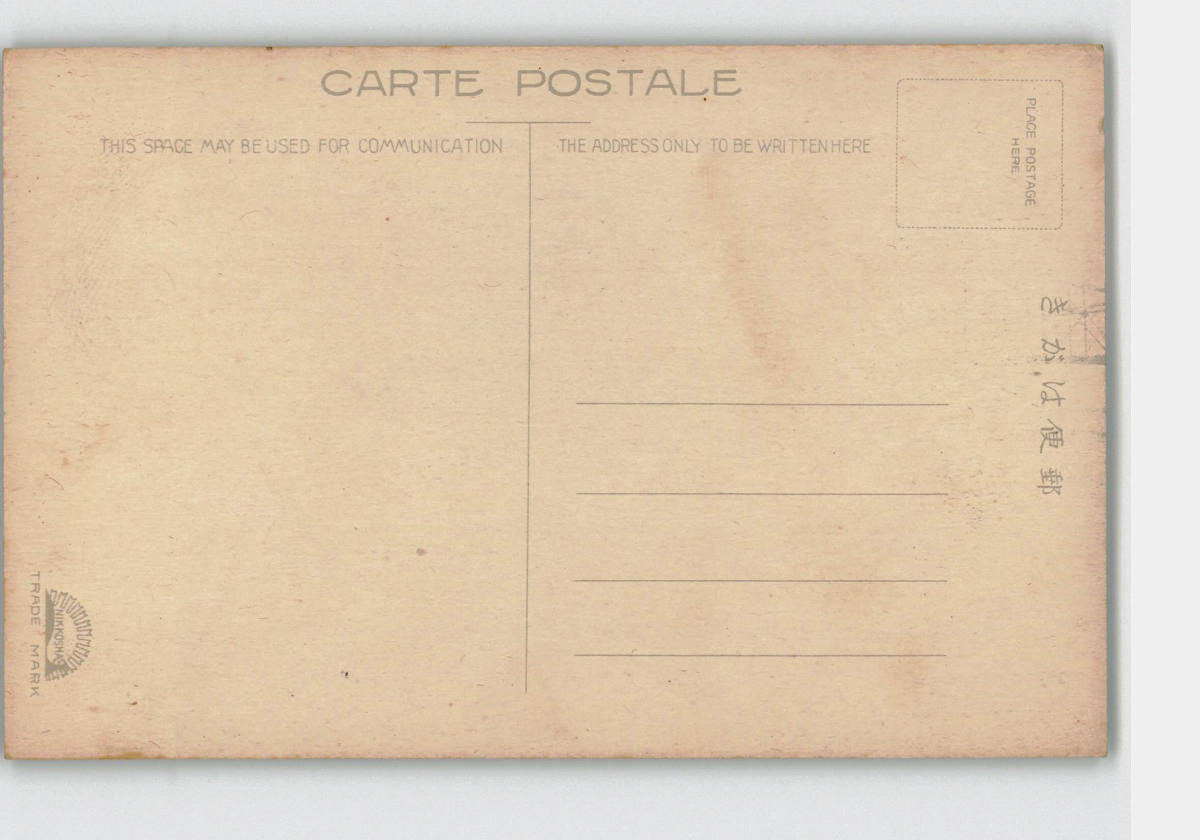 CARTE POSTALE
THIS SPACE MAY BE USED FOR COMMUNICATION
THE ADDRESS ONLY TO BE WRITTEN HERE
PLACE POSTAGE
HERE
郵便はがき
NIKKOSHA
TRADE MARK